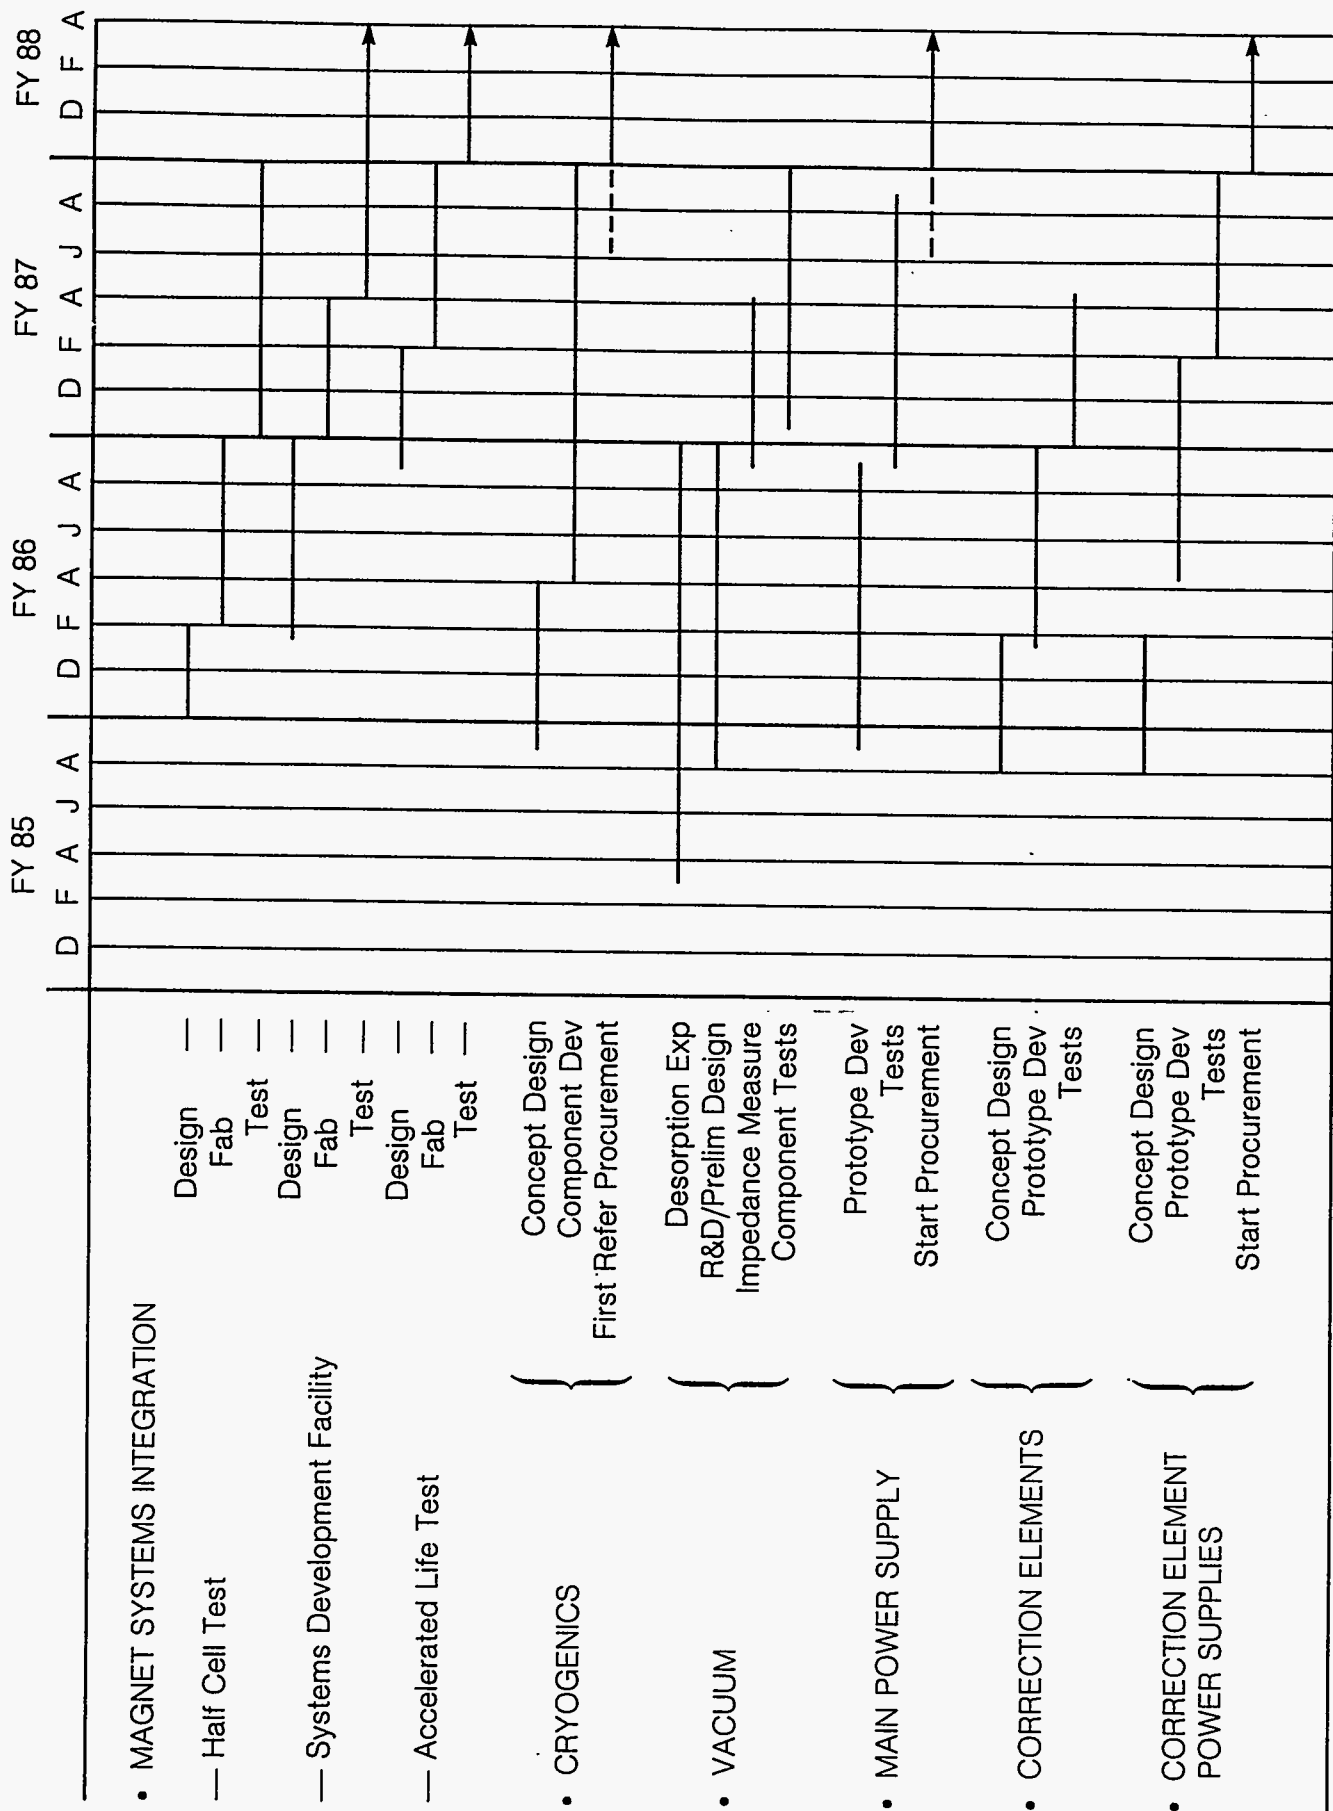 FY 85 FY 86 FY 87 FY 88
D F A J A D F A J A D F A J A D F A
• MAGNET SYSTEMS INTEGRATION
— Half Cell Test Design —
Fab —
Test —
— Systems Development Facility Design —
Fab —
Test —
— Accelerated Life Test Design —
Fab —
Test —
• CRYOGENICS Concept Design
Component Dev
First Refer Procurement
• VACUUM Desorption Exp
R&D/Prelim Design
Impedance Measure
Component Tests
• MAIN POWER SUPPLY Prototype Dev
Tests
Start Procurement
• CORRECTION ELEMENTS Concept Design
Prototype Dev
Tests
• CORRECTION ELEMENT Concept Design
POWER SUPPLIES Prototype Dev
Tests
Start Procurement